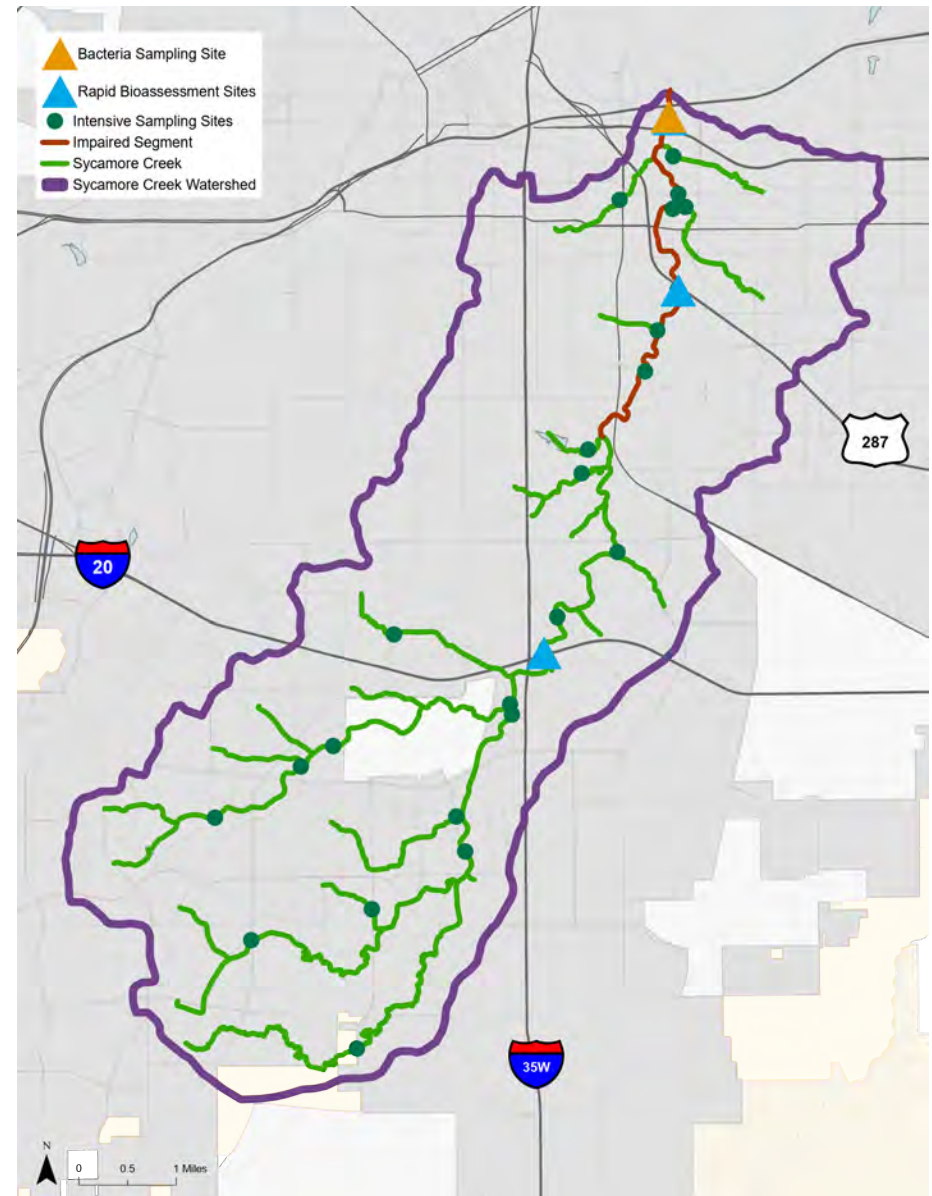 Bacteria Sampling Site
Rapid Bioassessment Sites
Intensive Sampling Sites
Impaired Segment
Sycamore Creek
Sycamore Creek Watershed
287
20
35W
N
0 0.5 1 Miles